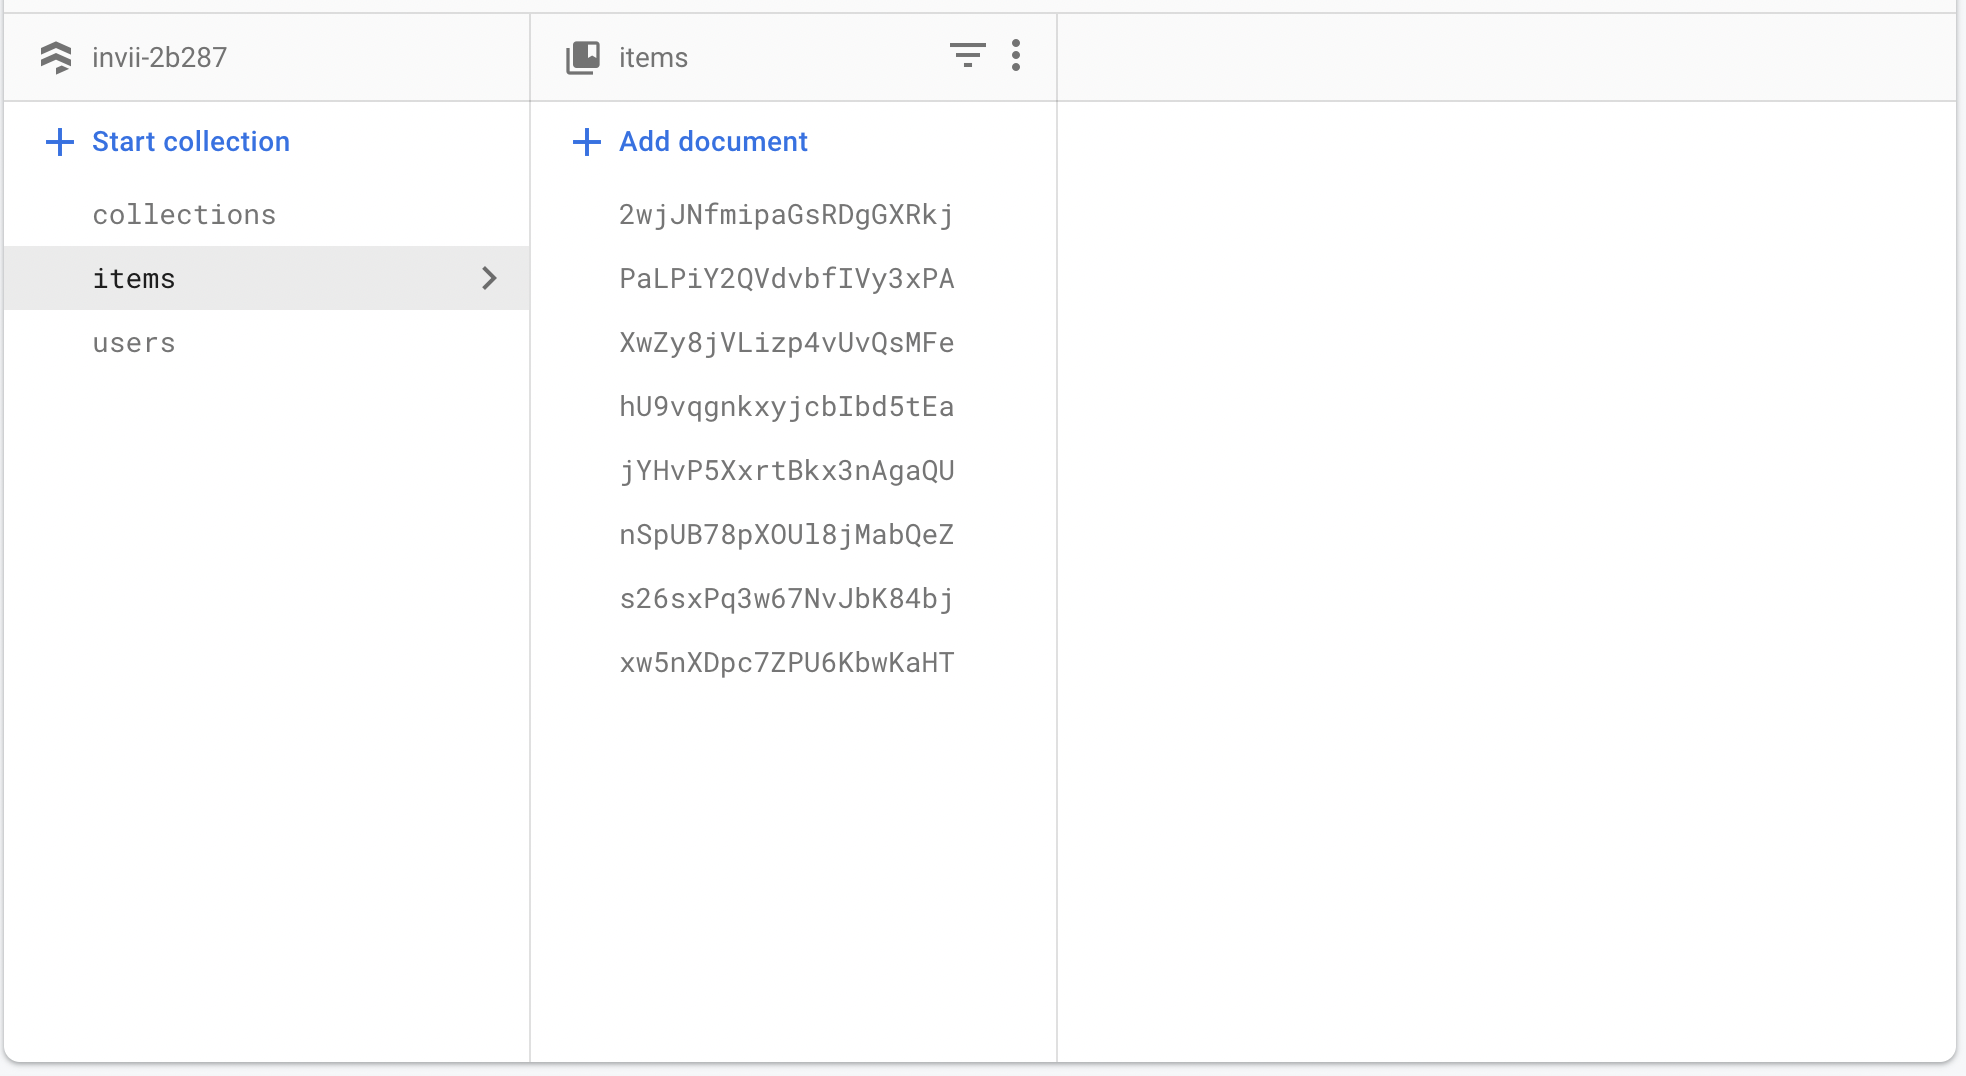 invii-2b287
items
Start collection
collections
items
users
Add document
2wjJNfmipaGsRDgGXRkj
PaLPiY2QVdvbfIVy3xPA
XwZy8jVLizp4vUvQsMFe
hU9vqgnkxyjcbIbd5tEa
jYHvP5XxrtBkx3nAgaQU
nSpUB78pXOUl8jMabQeZ
s26sxPq3w67NvJbK84bj
xw5nXDpc7ZPU6KbwKaHT